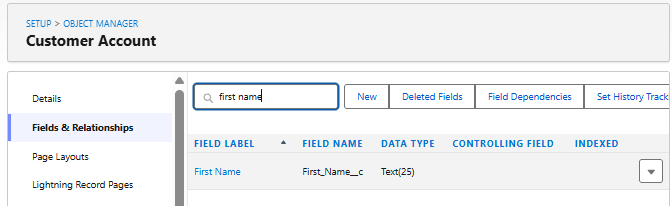 SETUP > OBJECT MANAGER
Customer Account
Details
Fields & Relationships
Page Layouts
Lightning Record Pages
first name
New
Deleted Fields
Field Dependencies
Set History Track
FIELD LABEL FIELD NAME DATA TYPE CONTROLLING FIELD INDEXED
First Name First_Name__c Text(25)